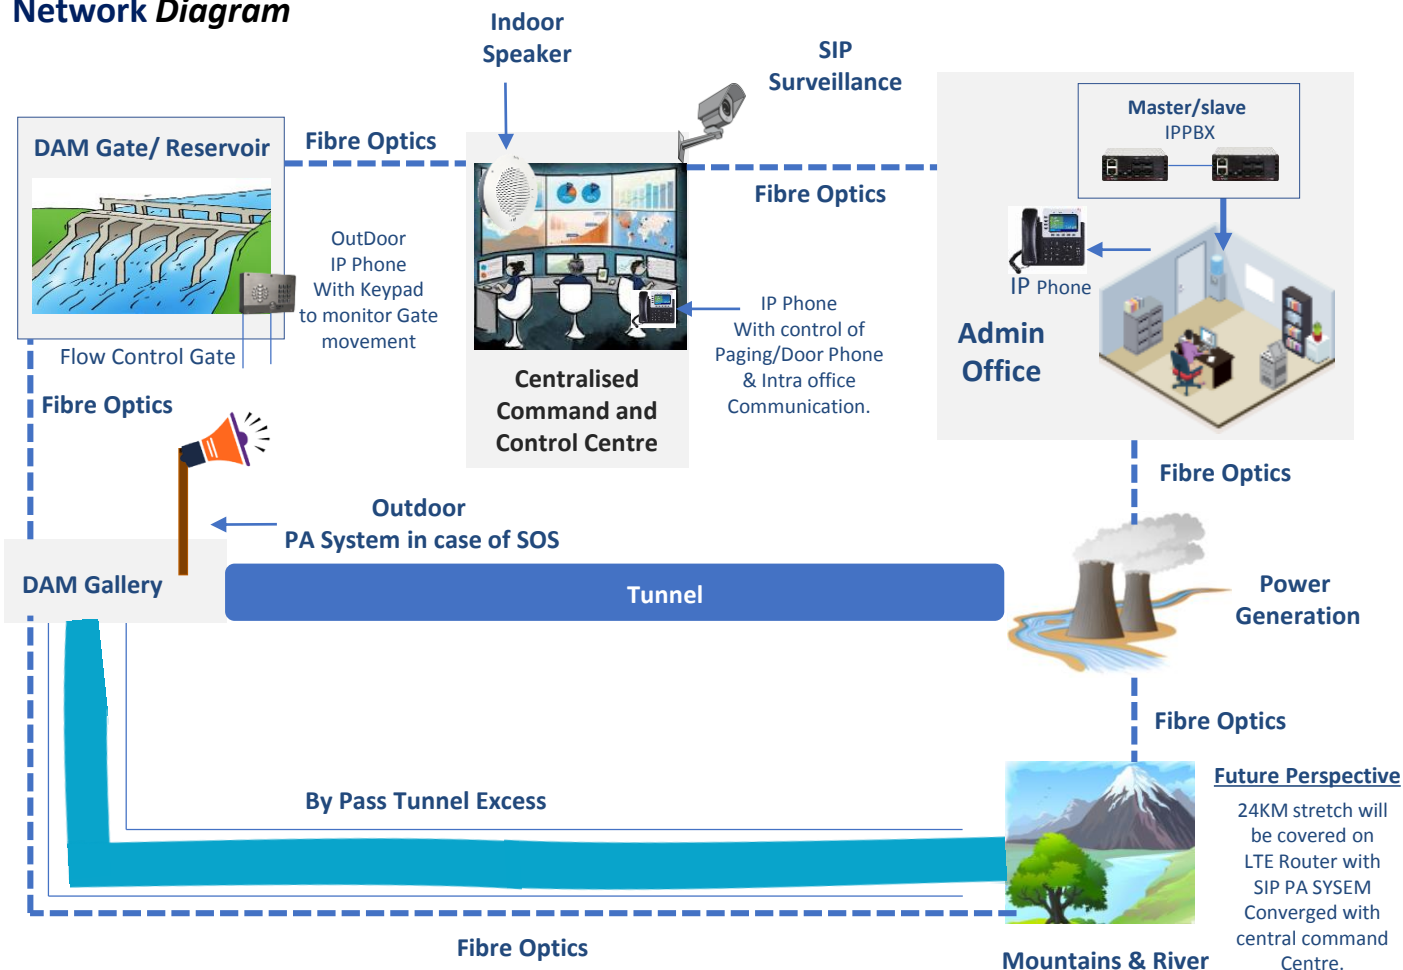 Network Diagram
Indoor
Speaker
SIP
Surveillance
Master/slave
IPPBX
DAM Gate/ Reservoir
Fibre Optics
Fibre Optics
OutDoor
IP Phone
With Keypad
to monitor Gate
movement
IP Phone
IP Phone
With control of
Paging/Door Phone
& Intra office
Communication.
Admin
Office
Flow Control Gate
Centralised
Command and
Control Centre
Fibre Optics
Fibre Optics
Outdoor
PA System in case of SOS
DAM Gallery
Tunnel
Power
Generation
Fibre Optics
By Pass Tunnel Excess
Future Perspective
24KM stretch will
be covered on
LTE Router with
SIP PA SYSEM
Converged with
central command
Centre.
Fibre Optics
Mountains & River